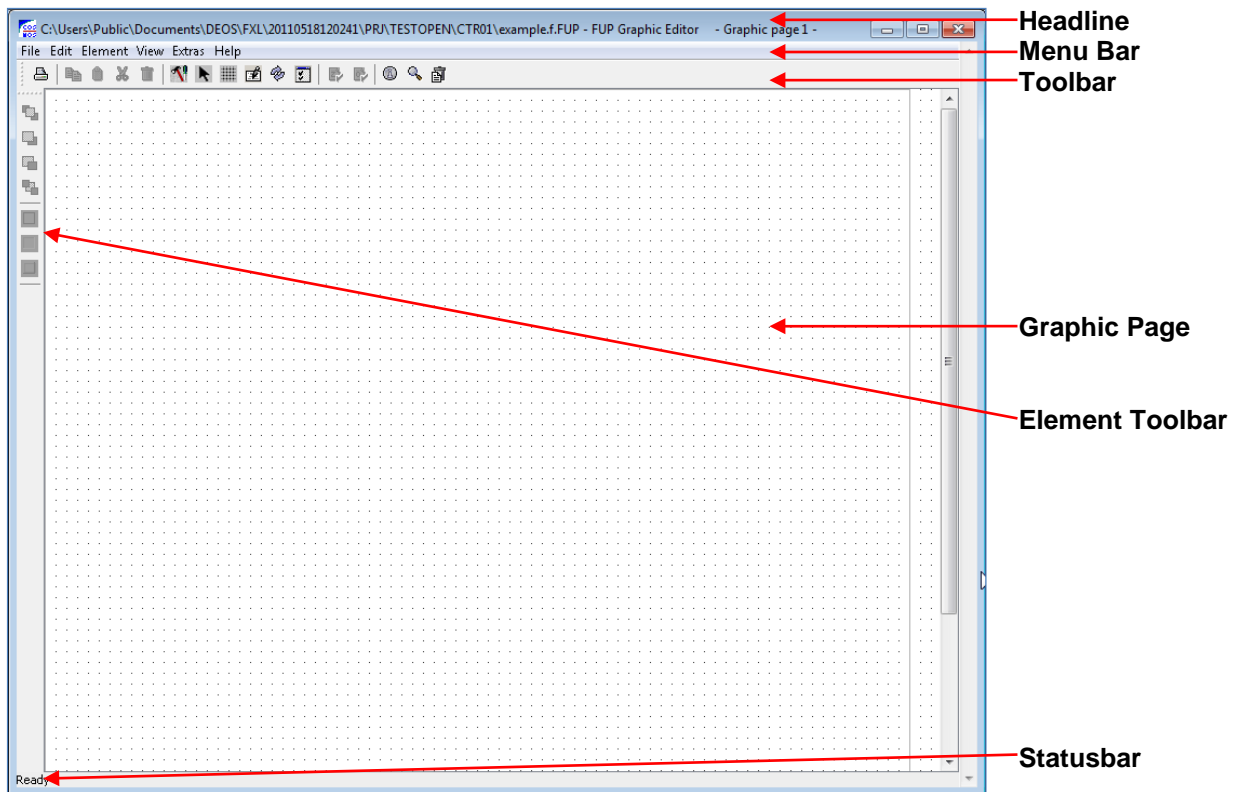 C:\Users\Public\Documents\DEOS\FXL\20110518120241\PRJ\TESTOPEN\CTR01\example.f.FUP - FUP Graphic Editor - Graphic page 1 -
Headline
File Edit Element View Extras Help
Menu Bar
Toolbar
Graphic Page
Element Toolbar
Statusbar
Ready